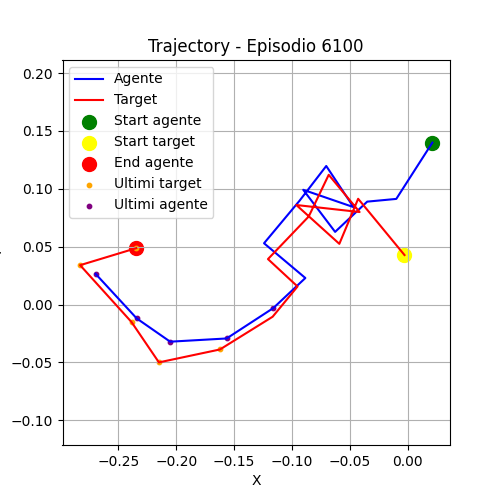 Trajectory - Episodio 6100
Agente
Target
Start agente
Start target
End agente
Ultimi target
Ultimi agente
0.20
0.15
0.10
0.05
0.00
−0.05
−0.10
−0.25
−0.20
−0.15
−0.10
−0.05
0.00
X